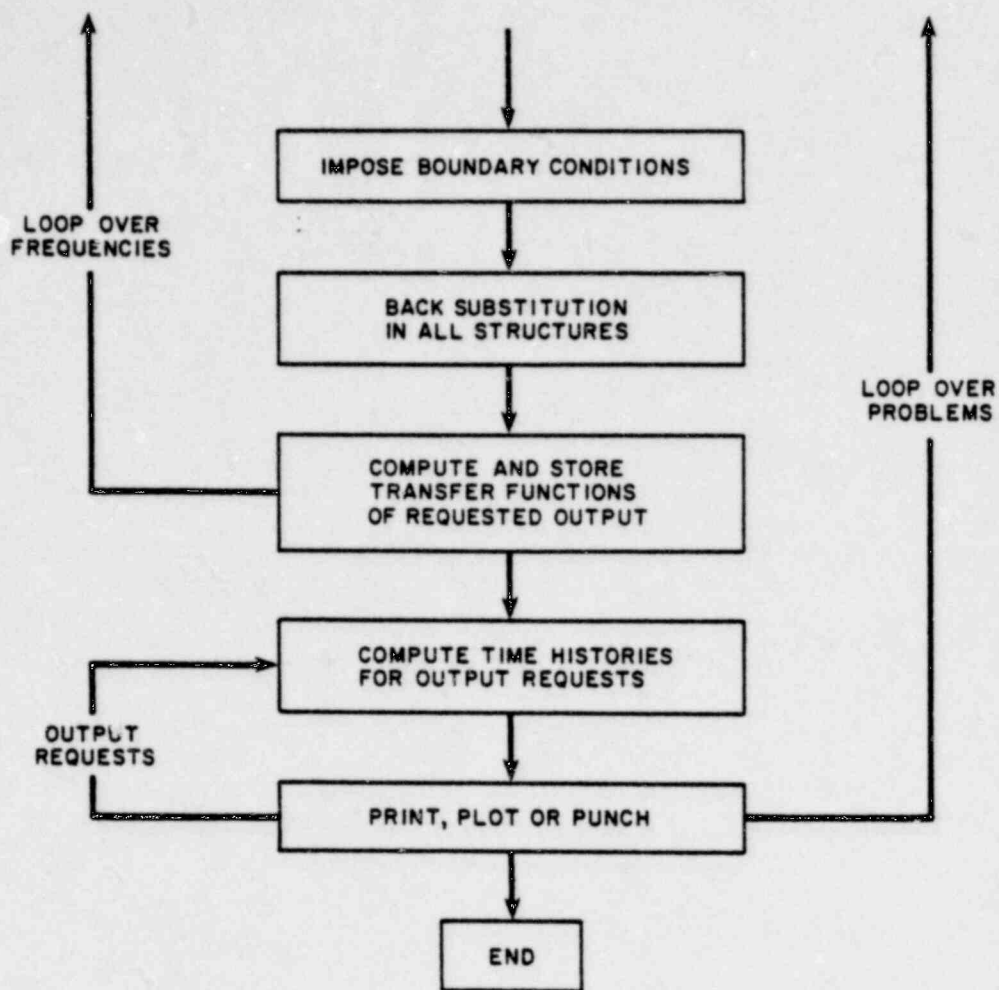 IMPOSE BOUNDARY CONDITIONS
LOOP OVER
FREQUENCIES
BACK SUBSTITUTION
IN ALL STRUCTURES
LOOP OVER
PROBLEMS
COMPUTE AND STORE
TRANSFER FUNCTIONS
OF REQUESTED OUTPUT
COMPUTE TIME HISTORIES
FOR OUTPUT REQUESTS
OUTPUT
REQUESTS
PRINT, PLOT OR PUNCH
END